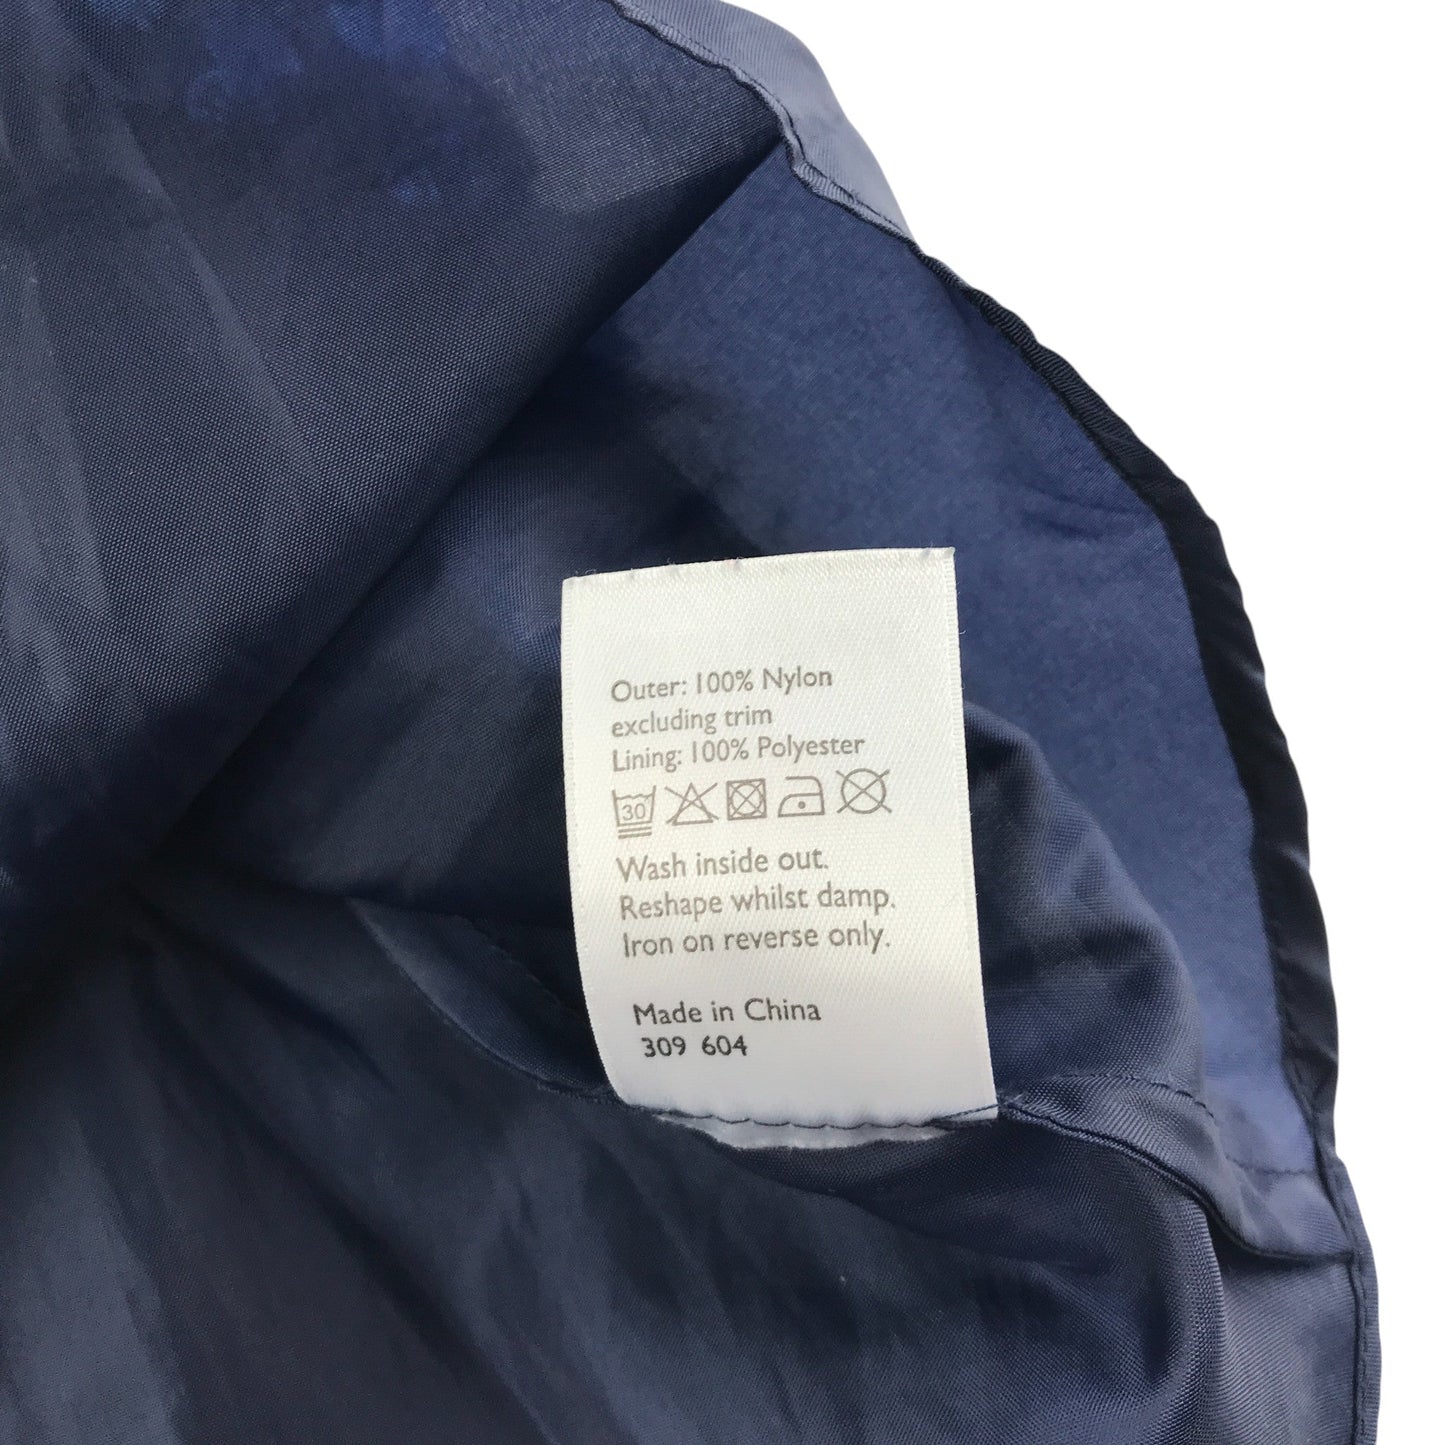 Outer: 100% Nylon
excluding trim
Lining: 100% Polyester
30
Wash inside out.
Reshape whilst damp.
Iron on reverse only.
Made in China
309 604